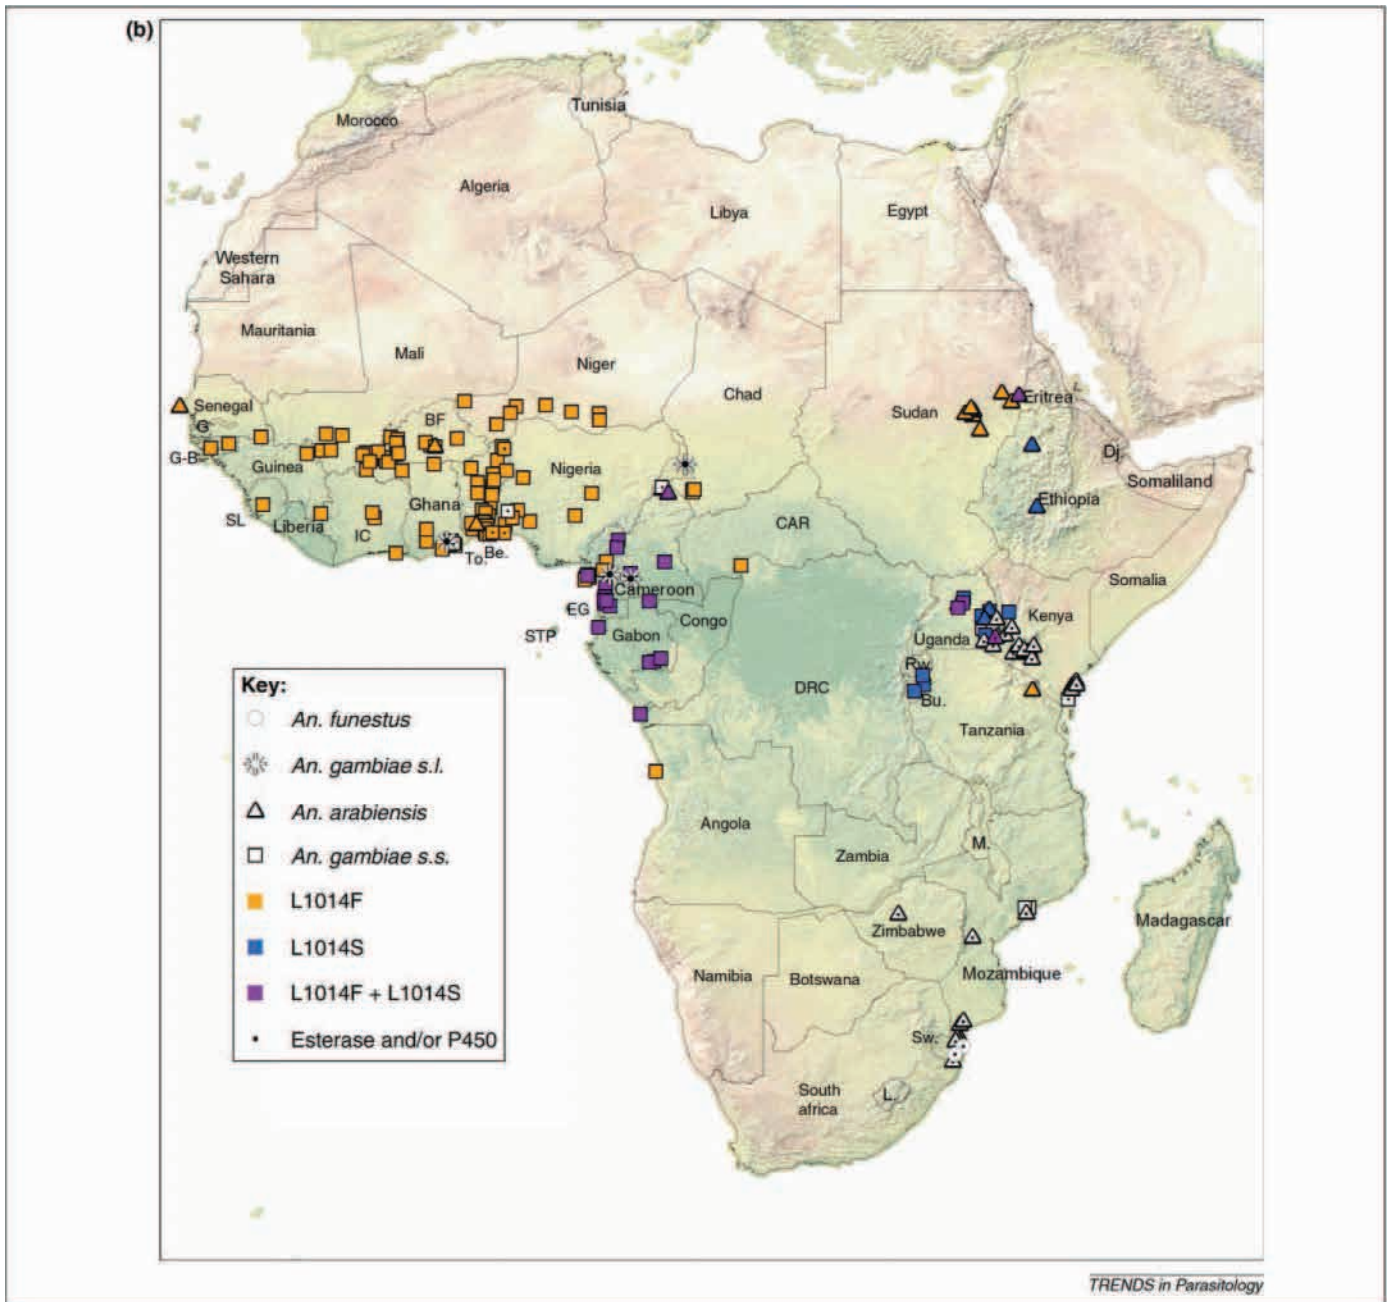 (b)
Tunisia
Morocco
Algeria
Libya
Egypt
Western
Sahara
Mauritania
Mali
Niger
Chad
Sudan
Eritrea
Senegal
G
BF
G-B
Guinea
Nigeria
Dj.
Somaliland
Ethiopia
Ghana
SL
Liberia
IC
CAR
To.
Be.
Somalia
Cameroon
EG
Kenya
Congo
STP
Gabon
Uganda
Rw.
DRC
Bu.
Tanzania
Key:
An. funestus
An. gambiae s.l.
An. arabiensis
An. gambiae s.s.
L1014F
L1014S
L1014F + L1014S
Esterase and/or P450
Angola
M.
Zambia
Madagascar
Zimbabwe
Namibia
Botswana
Mozambique
Sw.
South
africa
L.
TRENDS in Parasitology